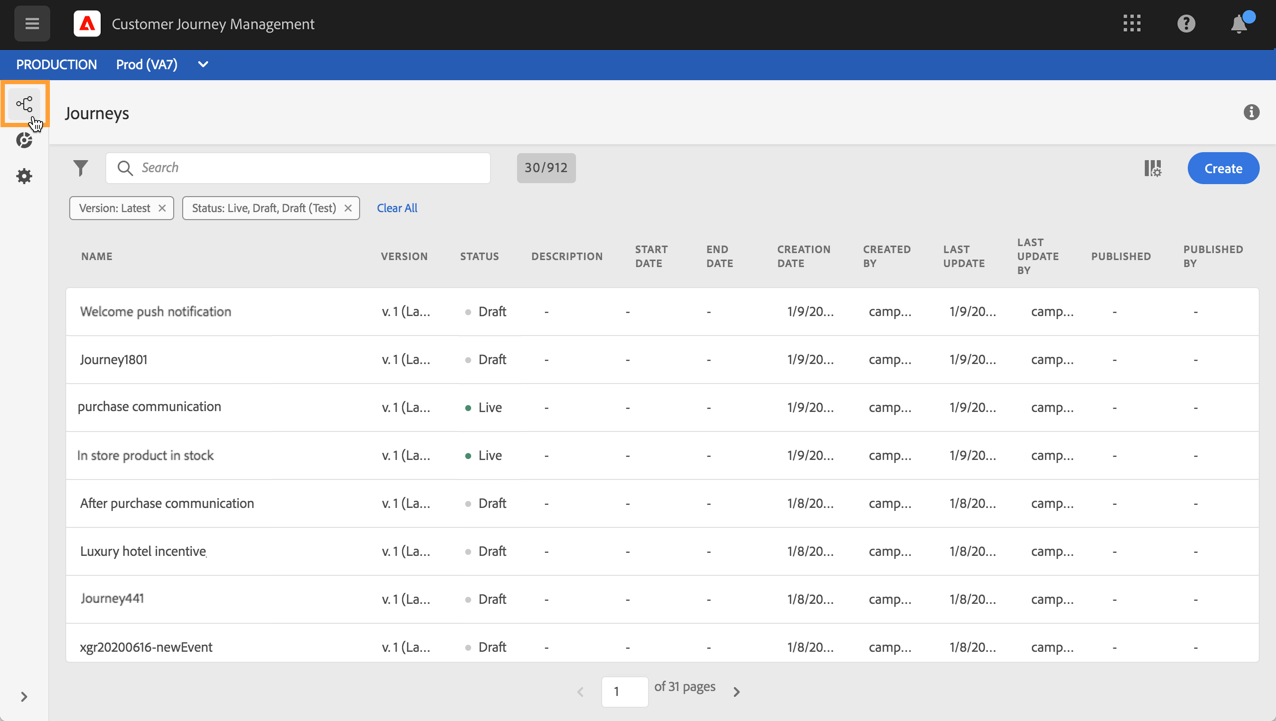 Customer Journey Management
PRODUCTION Prod (VA7)
Journeys
Search 30/912 Create
Version: Latest Status: Live, Draft, Draft (Test) Clear All
NAME VERSION STATUS DESCRIPTION START DATE END DATE CREATION DATE CREATED BY LAST UPDATE LAST UPDATE BY PUBLISHED PUBLISHED BY
Welcome push notification v. 1 (La... Draft - - - 1/9/20... camp... 1/9/20... camp... - -
Journey1801 v. 1 (La... Draft - - - 1/9/20... camp... 1/9/20... camp... - -
purchase communication v. 1 (La... Live - - - 1/9/20... camp... 1/9/20... camp... - -
In store product in stock v. 1 (La... Live - - - 1/9/20... camp... 1/9/20... camp... - -
After purchase communication v. 1 (La... Draft - - - 1/8/20... camp... 1/8/20... camp... - -
Luxury hotel incentive v. 1 (La... Draft - - - 1/8/20... camp... 1/8/20... camp... - -
Journey441 v. 1 (La... Draft - - - 1/8/20... camp... 1/8/20... camp... - -
xgr20200616-newEvent v. 1 (La... Draft - - - 1/8/20... camp... 1/8/20... camp... - -
1 of 31 pages